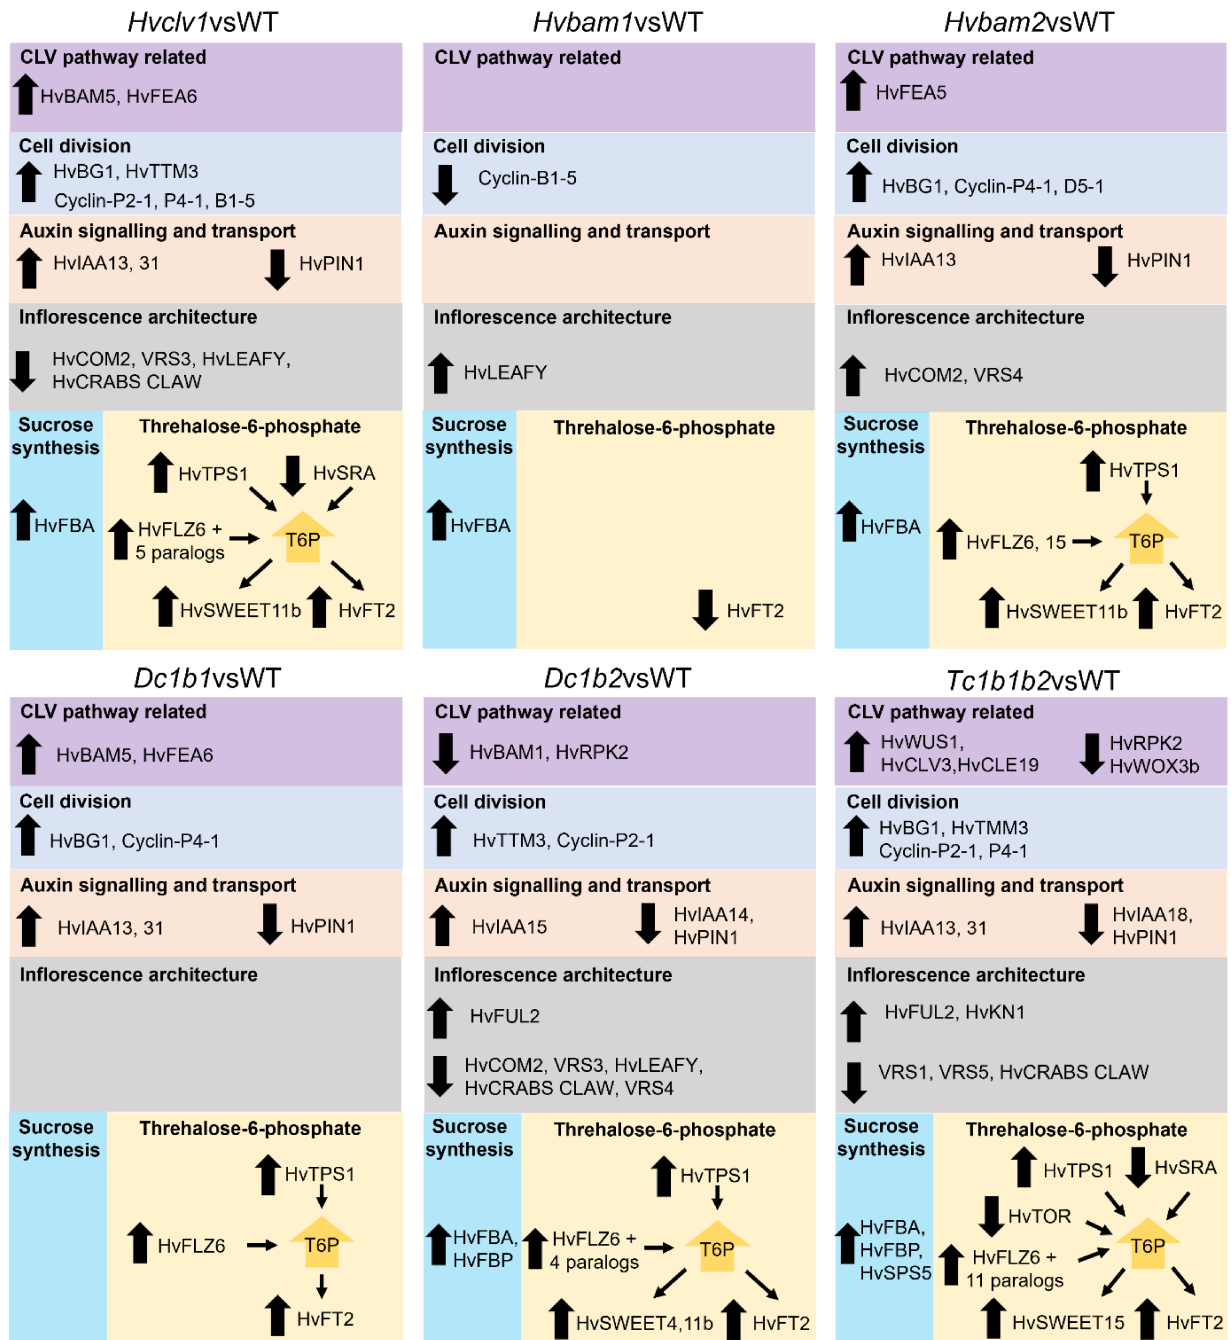 Hvclv1vsWT
CLV pathway related
HvBAM5, HvFEA6
Cell division
HvBG1, HvTTM3
Cyclin-P2-1, P4-1, B1-5
Auxin signalling and transport
HvIAA13, 31
HvPIN1
Inflorescence architecture
HvCOM2, VRS3, HvLEAFY,
HvCRABS CLAW
Sucrose
synthesis
HvFBA
Threhalose-6-phosphate
HvTPS1
HvSRA
HvFLZ6 +
5 paralogs
T6P
HvSWEET11b
HvFT2
Hvbam1vsWT
CLV pathway related
Cell division
Cyclin-B1-5
Auxin signalling and transport
Inflorescence architecture
HvLEAFY
Sucrose
synthesis
HvFBA
Threhalose-6-phosphate
HvFT2
Hvbam2vsWT
CLV pathway related
HvFEA5
Cell division
HvBG1, Cyclin-P4-1, D5-1
Auxin signalling and transport
HvIAA13
HvPIN1
Inflorescence architecture
HvCOM2, VRS4
Sucrose
synthesis
HvFBA
Threhalose-6-phosphate
HvTPS1
HvFLZ6, 15
T6P
HvSWEET11b
HvFT2
Dc1b1vsWT
CLV pathway related
HvBAM5, HvFEA6
Cell division
HvBG1, Cyclin-P4-1
Auxin signalling and transport
HvIAA13, 31
HvPIN1
Inflorescence architecture
Sucrose
synthesis
Threhalose-6-phosphate
HvTPS1
HvFLZ6
T6P
HvFT2
Dc1b2vsWT
CLV pathway related
HvBAM1, HvRPK2
Cell division
HvTTM3, Cyclin-P2-1
Auxin signalling and transport
HvIAA15
HvIAA14,
HvPIN1
Inflorescence architecture
HvFUL2
HvCOM2, VRS3, HvLEAFY,
HvCRABS CLAW, VRS4
Sucrose
synthesis
HvFBA,
HvFBP
Threhalose-6-phosphate
HvTPS1
HvFLZ6 +
4 paralogs
T6P
HvSWEET4,11b
HvFT2
Tc1b1b2vsWT
CLV pathway related
HvWUS1,
HvCLV3,HvCLE19
HvRPK2
HvWOX3b
Cell division
HvBG1, HvTMM3
Cyclin-P2-1, P4-1
Auxin signalling and transport
HvIAA13, 31
HvIAA18,
HvPIN1
Inflorescence architecture
HvFUL2, HvKN1
VRS1, VRS5, HvCRABS CLAW
Sucrose
synthesis
HvFBA,
HvFBP,
HvSPS5
Threhalose-6-phosphate
HvTPS1
HvSRA
HvTOR
HvFLZ6 +
11 paralogs
T6P
HvSWEET15
HvFT2